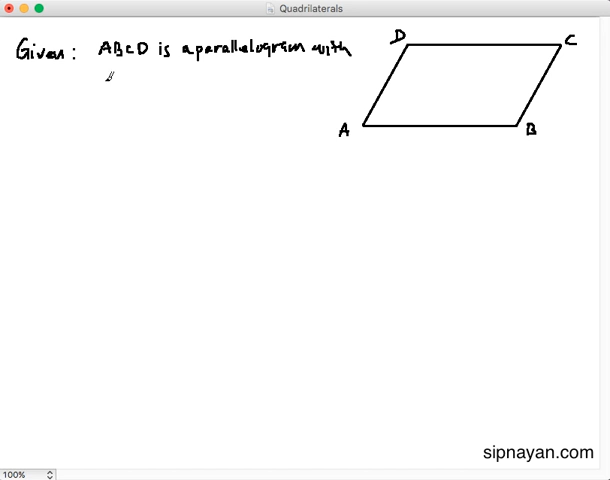 Quadrilaterals
Given: ABCD is a parallelogram with
D
C
A
B
sipnayan.com
100%